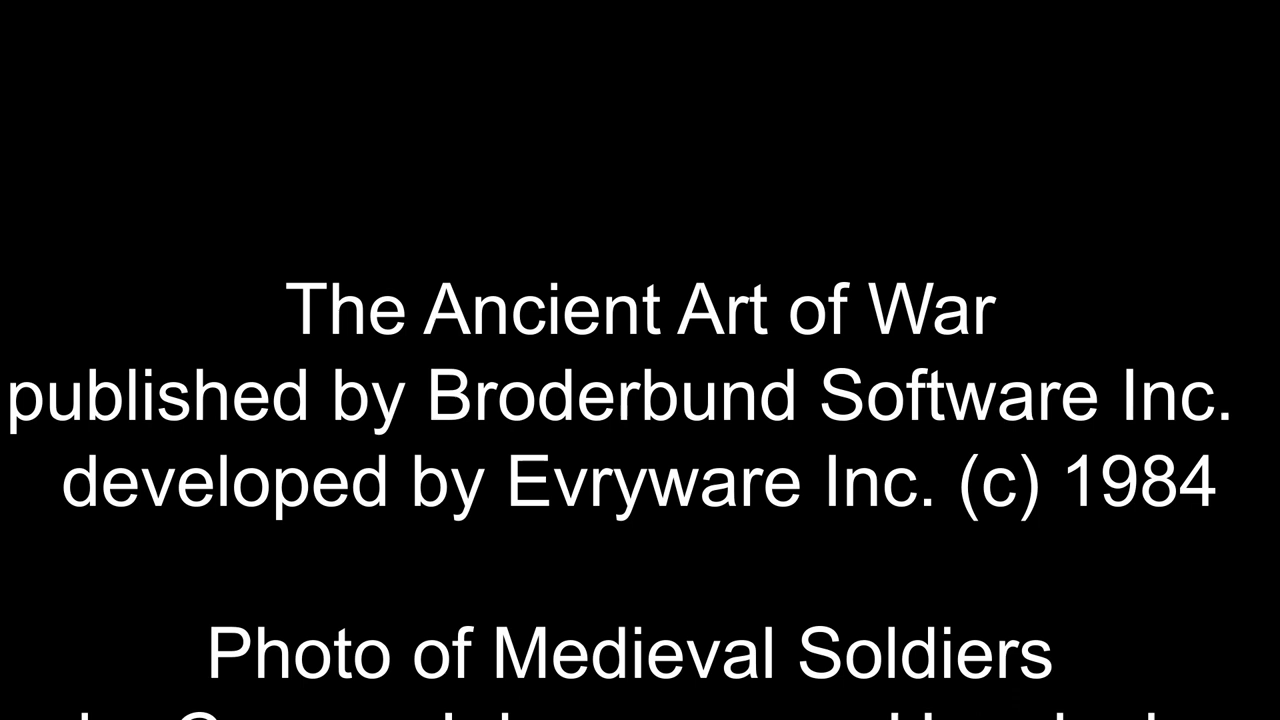 The Ancient Art of War
published by Broderbund Software Inc.
developed by Evryware Inc. (c) 1984
Photo of Medieval Soldiers